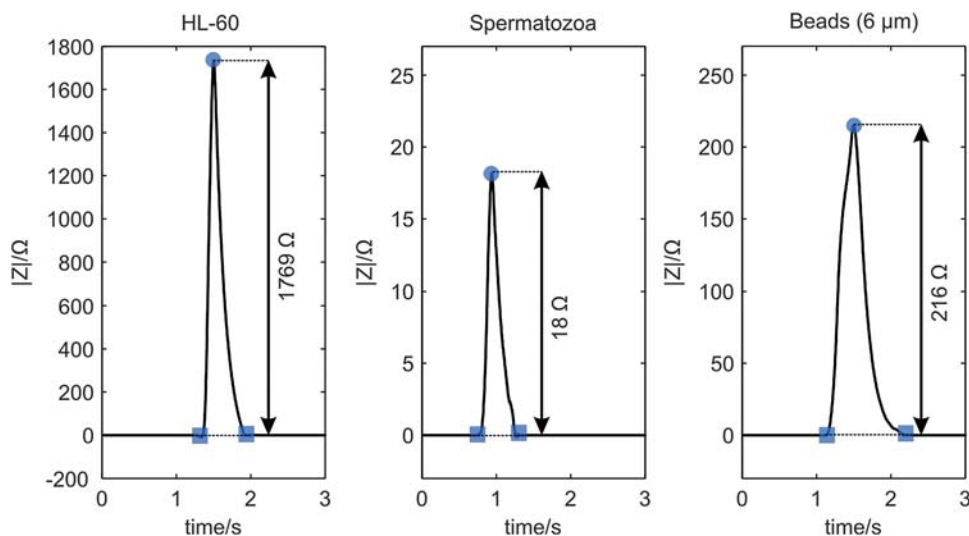 HL-60
1800
1600
1400
1200
1000
800
600
400
200
0
-200
|Z|/Ω
1769 Ω
0 1 2 3
time/s
Spermatozoa
25
20
15
10
5
0
|Z|/Ω
18 Ω
0 1 2 3
time/s
Beads (6 µm)
250
200
150
100
50
0
|Z|/Ω
216 Ω
0 1 2 3
time/s